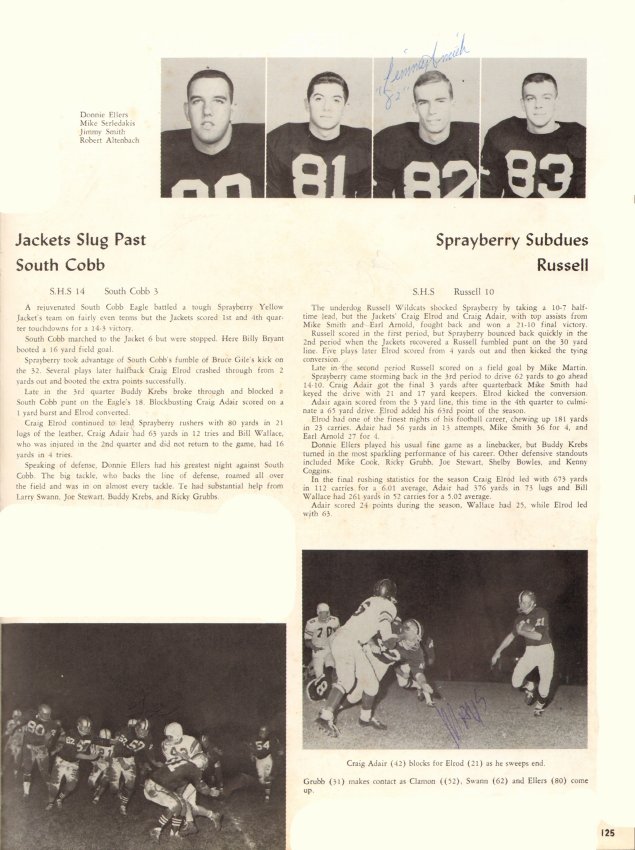 Jimmy Smith
82
Donnie Ellers
Mike Serledakis
Jimmy Smith
Robert Altenbach
81
82
83
Jackets Slug Past
South Cobb
S.H.S 14 South Cobb 3
A rejuvenated South Cobb Eagle battled a tough Sprayberry Yellow
Jacket's team on fairly even terms but the Jackets scored 1st and 4th quar-
ter touchdowns for a 14-3 victory.
South Cobb marched to the Jacket 6 but were stopped. Here Billy Bryant
booted a 16 yard field goal.
Sprayberry took advantage of South Cobb's fumble of Bruce Gile's kick on
the 32. Several plays later halfback Craig Elrod crashed through from 2
yards out and booted the extra points successfully.
Late in the 3rd quarter Buddy Krebs broke through and blocked a
South Cobb punt on the Eagle's 18. Blockbusting Craig Adair scored on a
1 yard burst and Elrod converted.
Craig Elrod continued to lead Sprayberry rushers with 80 yards in 21
lugs of the leather, Craig Adair had 63 yards in 12 tries and Bill Wallace,
who was injured in the 2nd quarter and did not return to the game, had 16
yards in 4 tries.
Speaking of defense, Donnie Ellers had his greatest night against South
Cobb. The big tackle, who backs the line of defense, roamed all over
the field and was in on almost every tackle. Te had substantial help from
Larry Swann, Joe Stewart, Buddy Krebs, and Ricky Grubbs.
Sprayberry Subdues
Russell
S.H.S Russell 10
The underdog Russell Wildcats shocked Sprayberry by taking a 10-7 half-
time lead, but the Jackets' Craig Elrod and Craig Adair, with top assists from
Mike Smith and Earl Arnold, fought back and won a 21-10 final victory.
Russell scored in the first period, but Sprayberry bounced back quickly in the
2nd period when the Jackets recovered a Russell fumbled punt on the 30 yard
line. Five plays later Elrod scored from 4 yards out and then kicked the tying
conversion.
Late in the second period Russell scored on a field goal by Mike Martin.
Sprayberry came storming back in the 3rd period to drive 62 yards to go ahead
14-10. Craig Adair got the final 3 yards after quarterback Mike Smith had
keyed the drive with 21 and 17 yard keepers. Elrod kicked the conversion.
Adair again scored from the 3 yard line, this time in the 4th quarter to culmi-
nate a 65 yard drive. Elrod added his 63rd point of the season.
Elrod had one of the finest nights of his football career, chewing up 181 yards
in 23 carries. Adair had 56 yards in 13 attempts, Mike Smith 36 for 4, and
Earl Arnold 27 for 4.
Donnie Ellers played his usual fine game as a linebacker, but Buddy Krebs
turned in the most sparkling performance of his career. Other defensive standouts
included Mike Cook, Ricky Grubb, Joe Stewart, Shelby Bowles, and Kenny
Coggins.
In the final rushing statistics for the season Craig Elrod led with 673 yards
in 112 carries for a 6.01 average, Adair had 376 yards in 73 lugs and Bill
Wallace had 261 yards in 52 carries for a 5.02 average.
Adair scored 24 points during the season, Wallace had 25, while Elrod led
with 63.
70
21
80
62
54
Craig Adair (42) blocks for Elrod (21) as he sweeps end.
Grubb (31) makes contact as Clamon ((52), Swann (62) and Ellers (80) come
up.
125